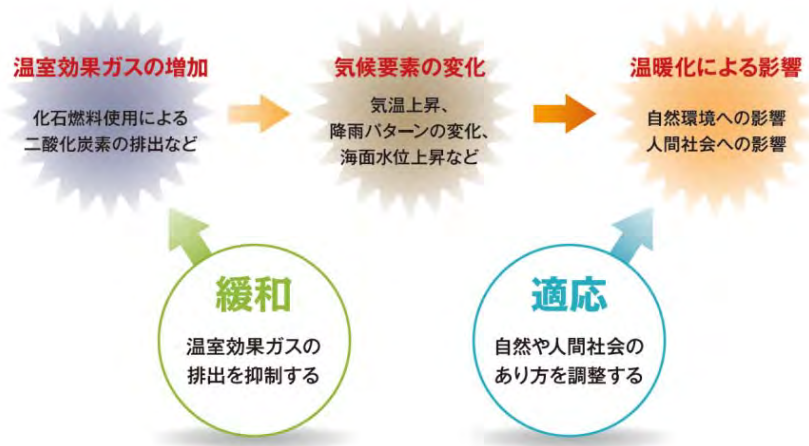 温室効果ガスの増加
化石燃料使用による
二酸化炭素の排出など
気候要素の変化
気温上昇、
降雨パターンの変化、
海面水位上昇など
温暖化による影響
自然環境への影響
人間社会への影響
緩和
温室効果ガスの
排出を抑制する
適応
自然や人間社会の
あり方を調整する